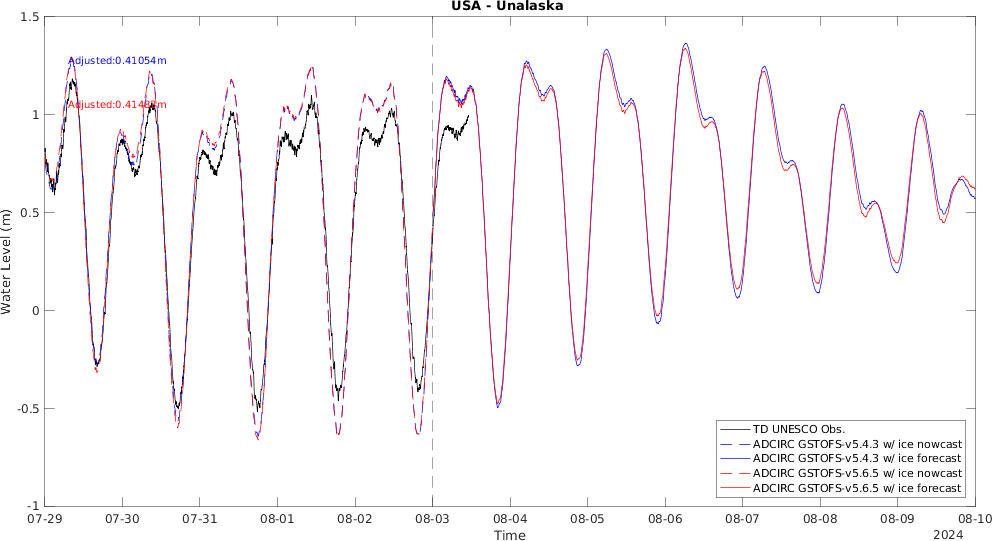 USA - Unalaska
1.5
Adjusted:0.41054m
1
0.5
0
-0.5
-1
Water Level (m)
TD UNESCO Obs.
ADCIRC GSTOFS-v5.4.3 w/ ice nowcast
ADCIRC GSTOFS-v5.4.3 w/ ice forecast
ADCIRC GSTOFS-v5.6.5 w/ ice nowcast
ADCIRC GSTOFS-v5.6.5 w/ ice forecast
07-29 07-30 07-31 08-01 08-02 08-03 08-04 08-05 08-06 08-07 08-08 08-09 08-10
Time
2024